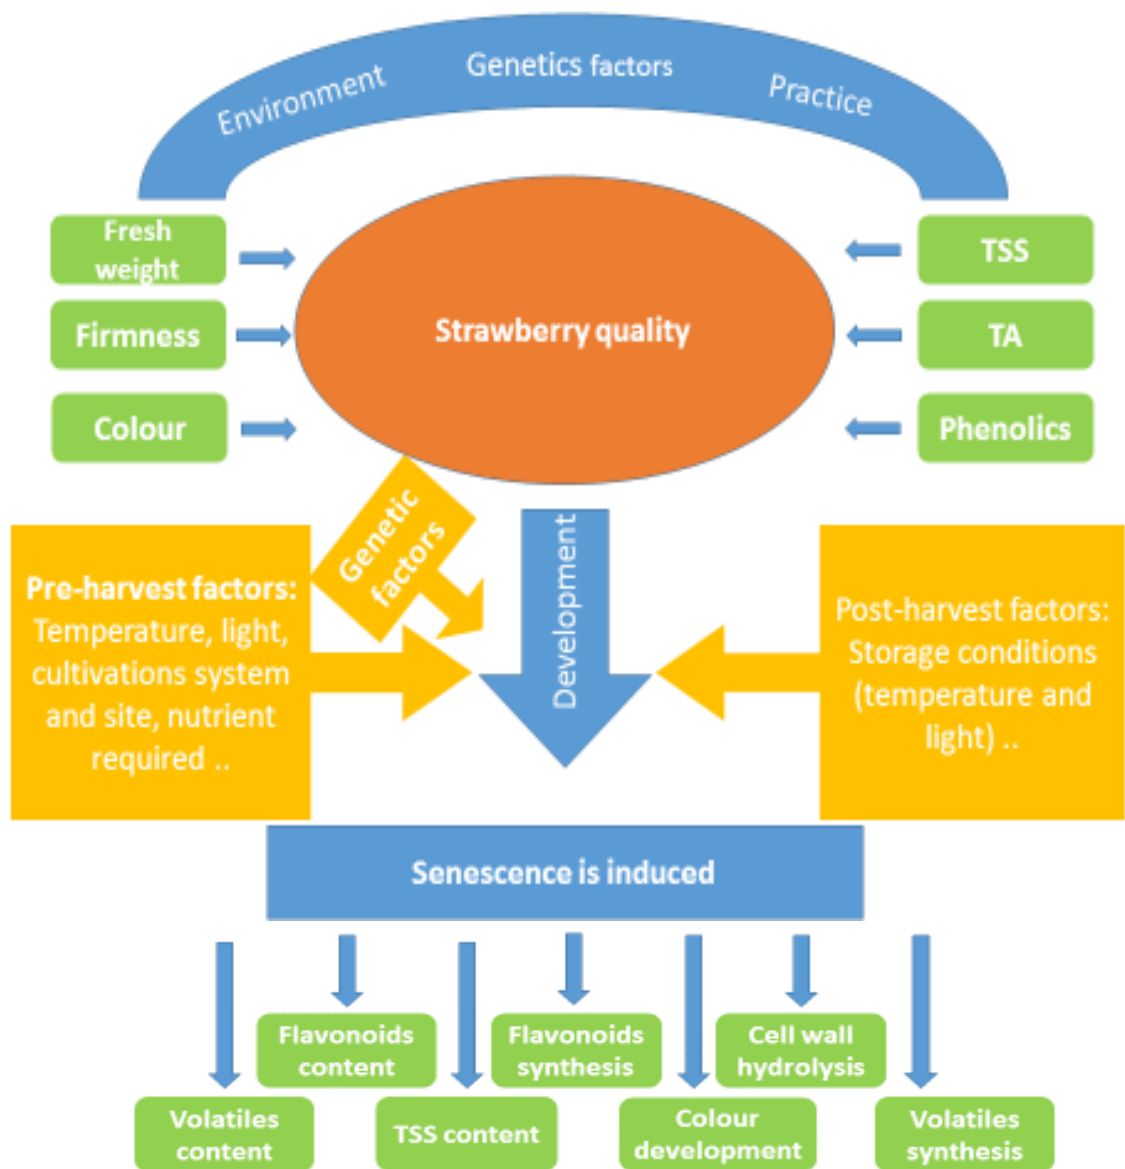 Environment
Genetics factors
Practice
Fresh
weight
Firmness
Colour
Strawberry quality
TSS
TA
Phenolics
Genetic
factors
Development
Pre-harvest factors:
Temperature, light,
cultivations system
and site, nutrient
required ..
Post-harvest factors:
Storage conditions
(temperature and
light) ..
Senescence is induced
Flavonoids
content
Flavonoids
synthesis
Cell wall
hydrolysis
Volatiles
content
TSS content
Colour
development
Volatiles
synthesis